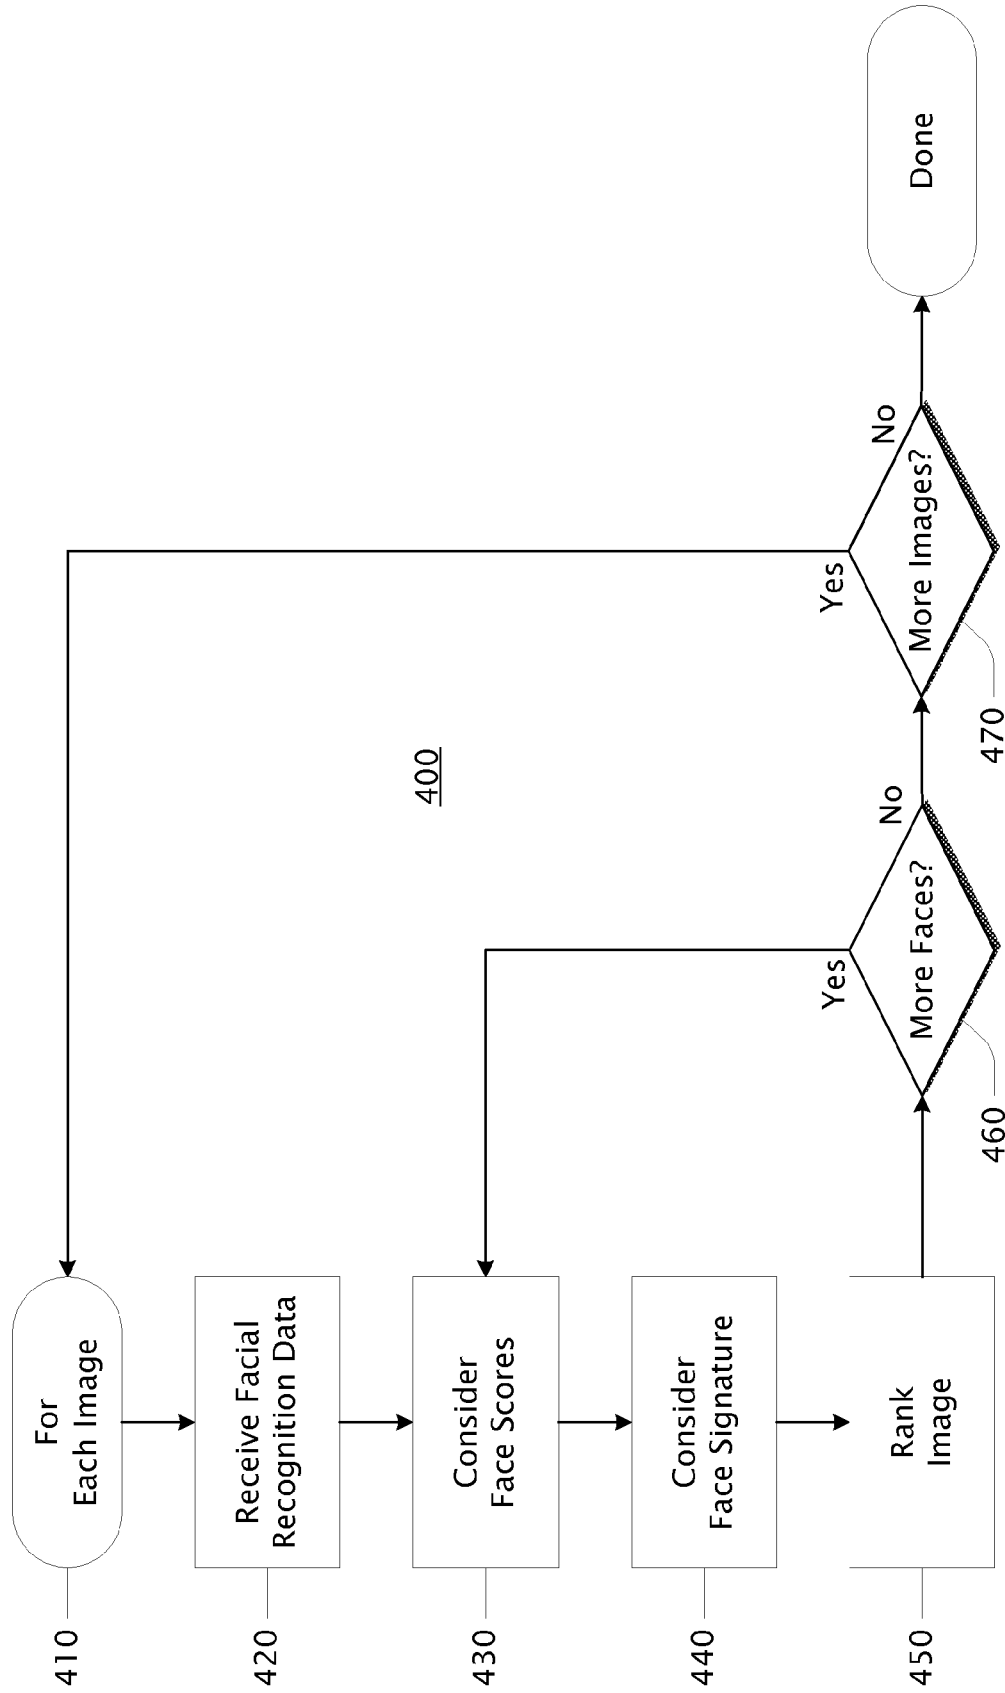 410
For
Each Image
420
Receive Facial
Recognition Data
430
Consider
Face Scores
440
Consider
Face Signature
450
Rank
Image
400
460
More Faces?
Yes
No
470
More Images?
Yes
No
Done